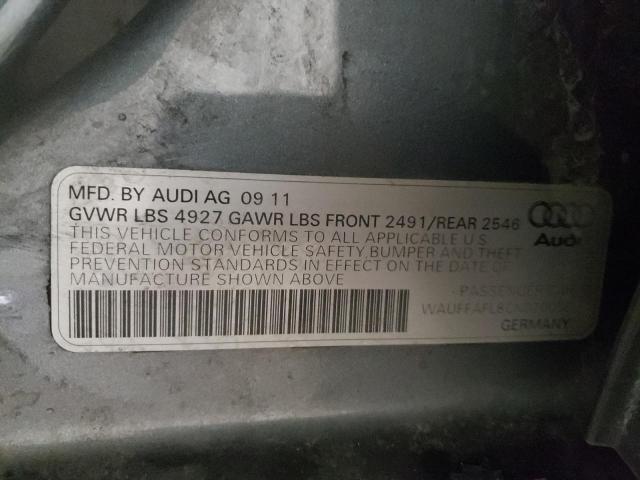 MFD. BY AUDI AG 09 11
GVWR LBS 4927 GAWR LBS FRONT 2491/REAR 2546
THIS VEHICLE CONFORMS TO ALL APPLICABLE U S
FEDERAL MOTOR VEHICLE SAFETY, BUMPER AND THEFT
PREVENTION STANDARDS IN EFFECT ON THE DATE OF
MANUFACTURE SHOWN ABOVE
Audi
GERMANY